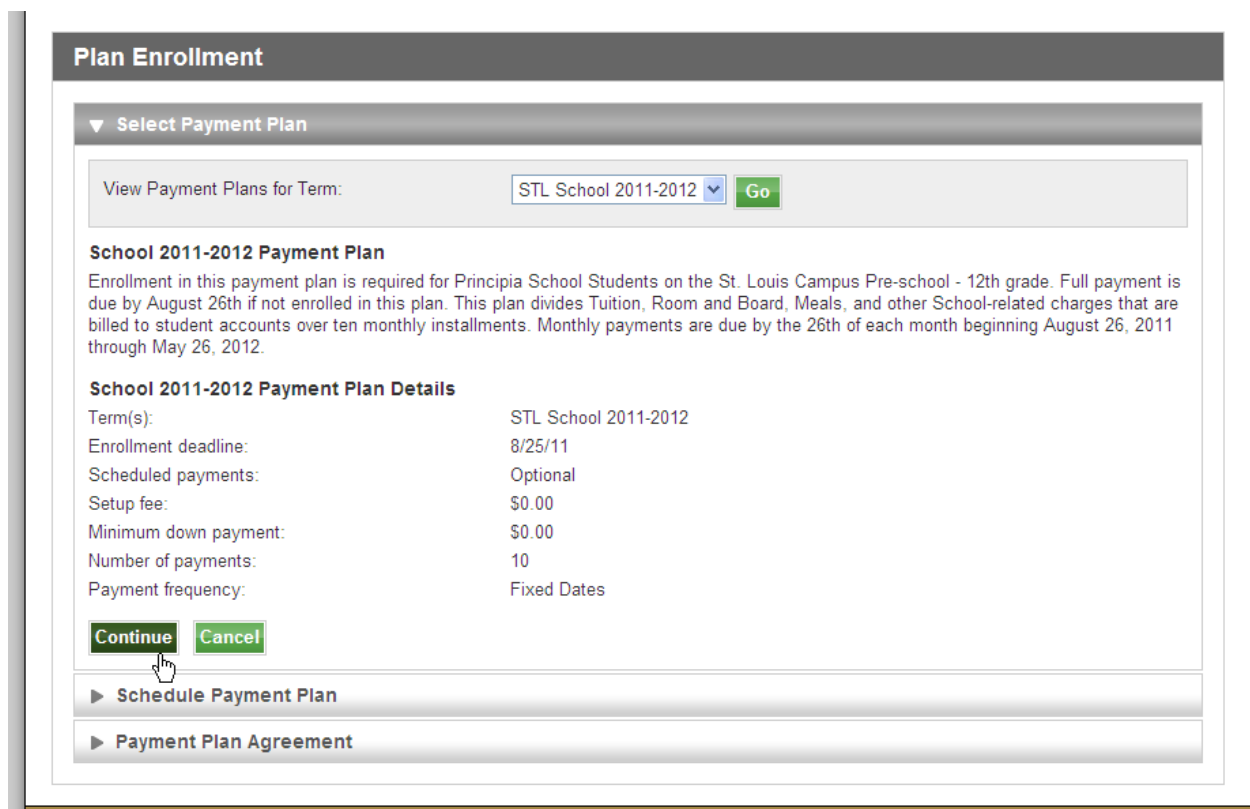 Plan Enrollment
Select Payment Plan
View Payment Plans for Term: STL School 2011-2012 Go
School 2011-2012 Payment Plan
Enrollment in this payment plan is required for Principia School Students on the St. Louis Campus Pre-school - 12th grade. Full payment is
due by August 26th if not enrolled in this plan. This plan divides Tuition, Room and Board, Meals, and other School-related charges that are
billed to student accounts over ten monthly installments. Monthly payments are due by the 26th of each month beginning August 26, 2011
through May 26, 2012.
School 2011-2012 Payment Plan Details
Term(s): STL School 2011-2012
Enrollment deadline: 8/25/11
Scheduled payments: Optional
Setup fee: $0.00
Minimum down payment: $0.00
Number of payments: 10
Payment frequency: Fixed Dates
Continue Cancel
Schedule Payment Plan
Payment Plan Agreement